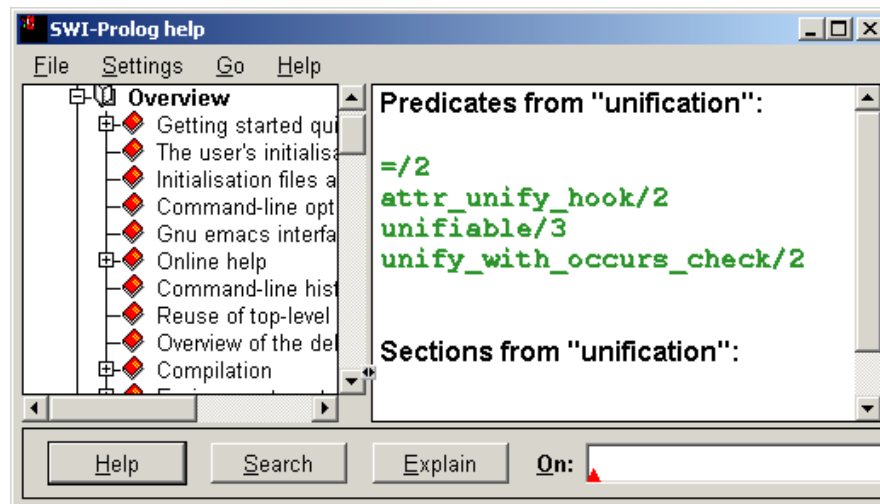 SWI-Prolog help
File Settings Go Help
Overview
Getting started qui
The user's initialisa
Initialisation files a
Command-line opt
Gnu emacs interfa
Online help
Command-line hist
Reuse of top-level
Overview of the del
Compilation
Predicates from "unification":
=/2
attr_unify_hook/2
unifiable/3
unify_with_occurs_check/2
Sections from "unification":
Help Search Explain On: